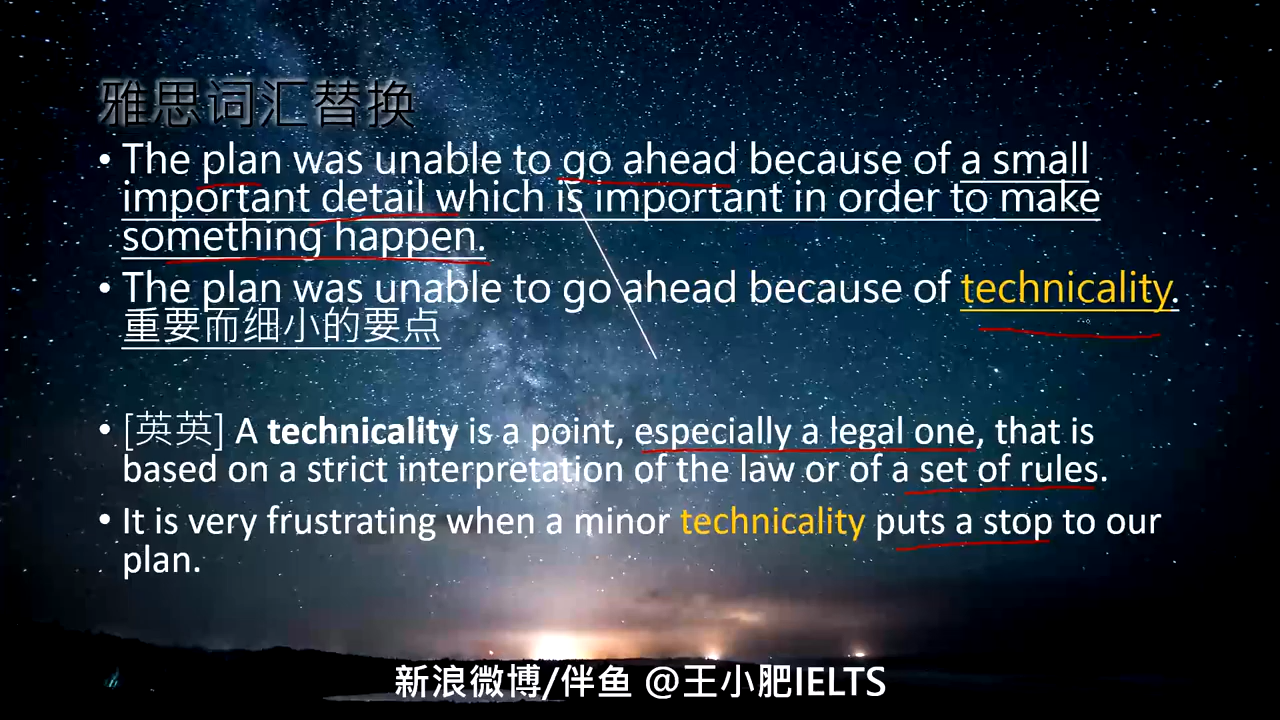 雅思词汇替换
• The plan was unable to go ahead because of a small
important detail which is important in order to make
something happen.
• The plan was unable to go ahead because of technicality.
重要而细小的要点
• [英英] A technicality is a point, especially a legal one, that is
based on a strict interpretation of the law or of a set of rules.
• It is very frustrating when a minor technicality puts a stop to our
plan.
新浪微博/伴鱼 @王小肥IELTS